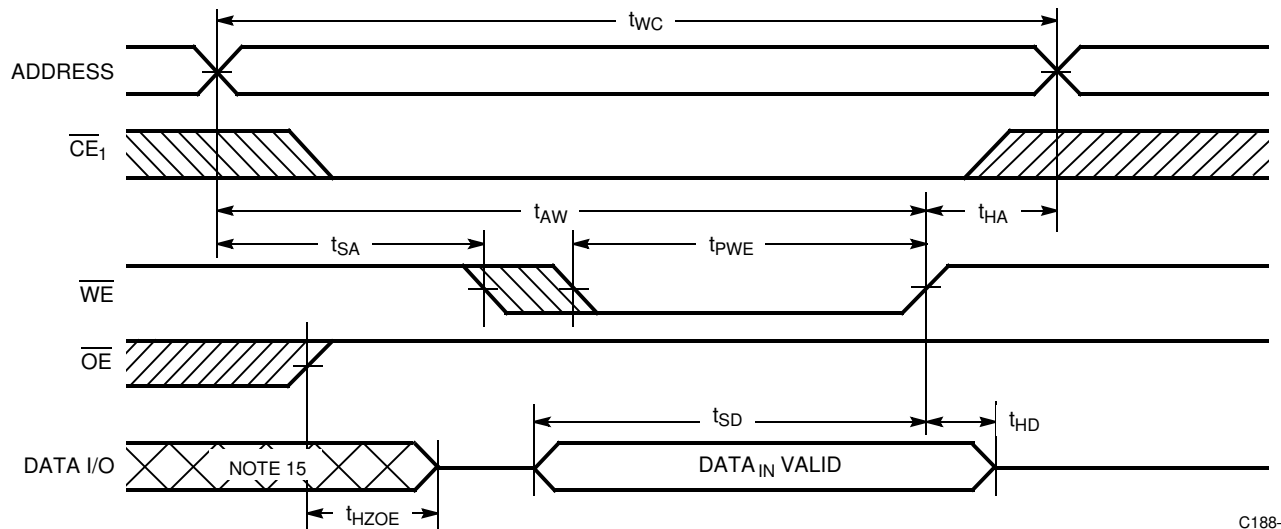 tWC
ADDRESS
CE1
tAW
tHA
tSA
tPWE
WE
OE
tSD
tHD
DATA I/O
NOTE 15
DATAIN VALID
tHZOE
C188-